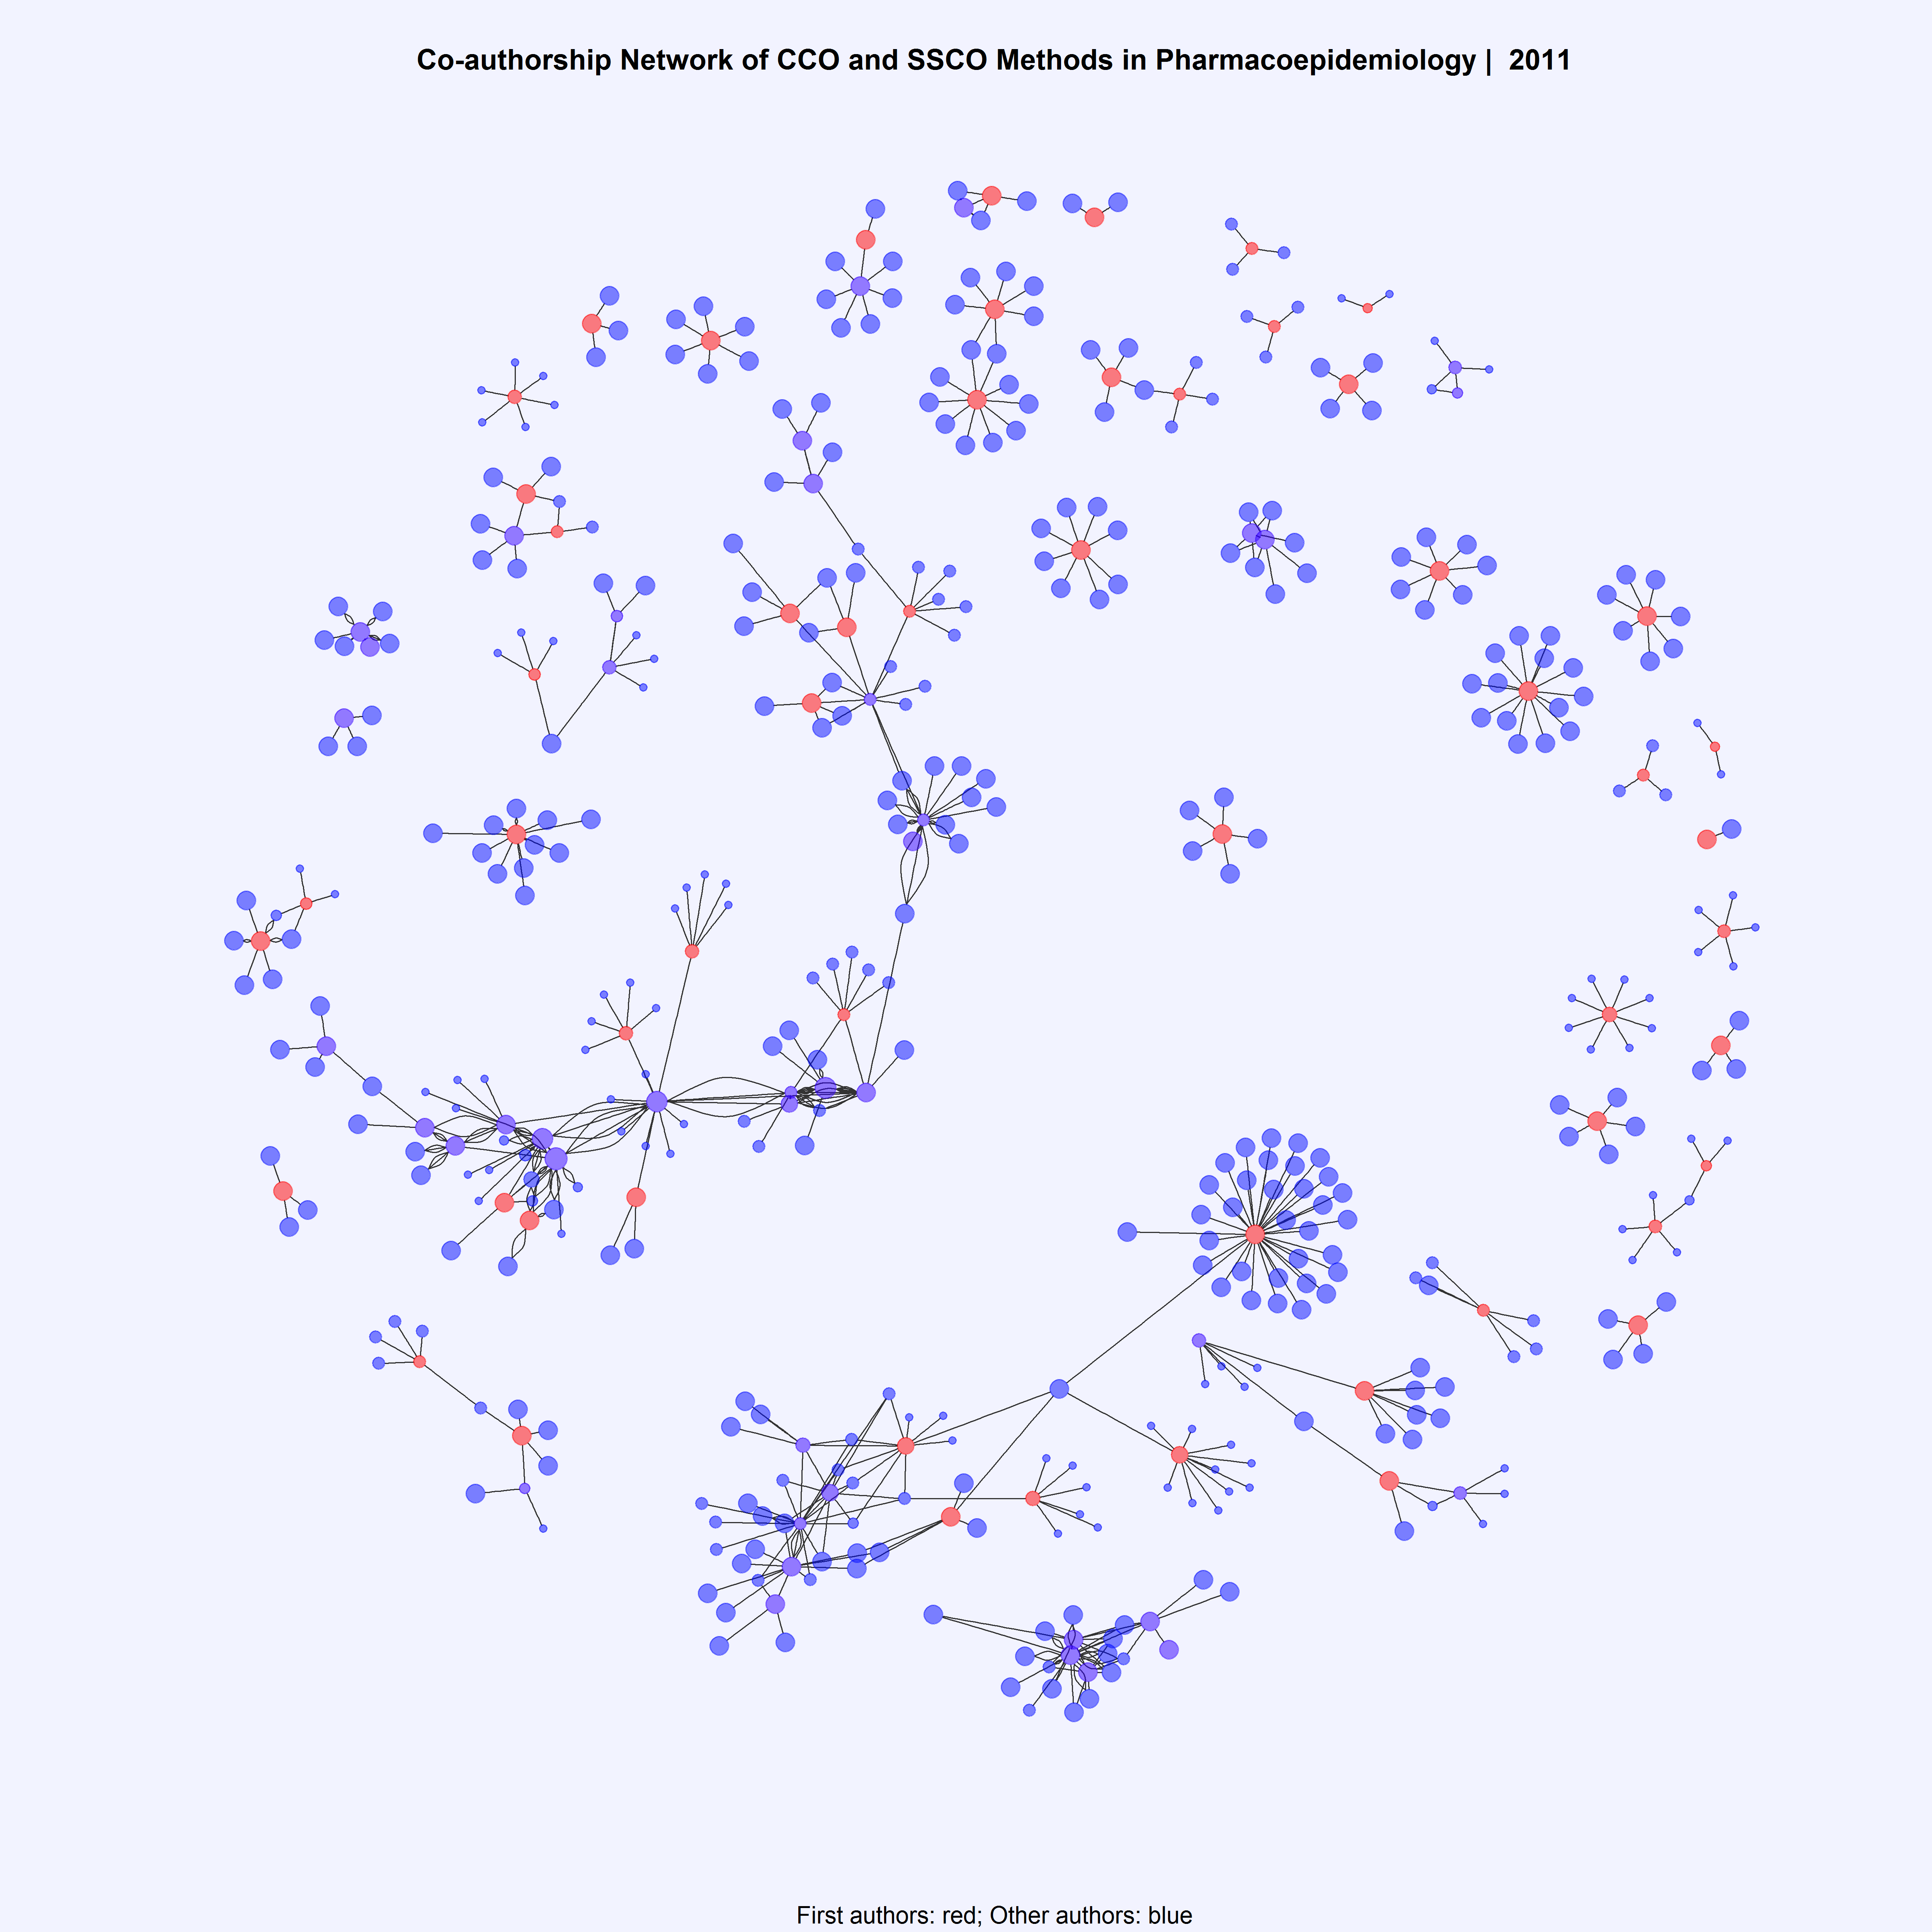 Co-authorship Network of CCO and SSCO Methods in Pharmacoepidemiology | 2011
First authors: red; Other authors: blue